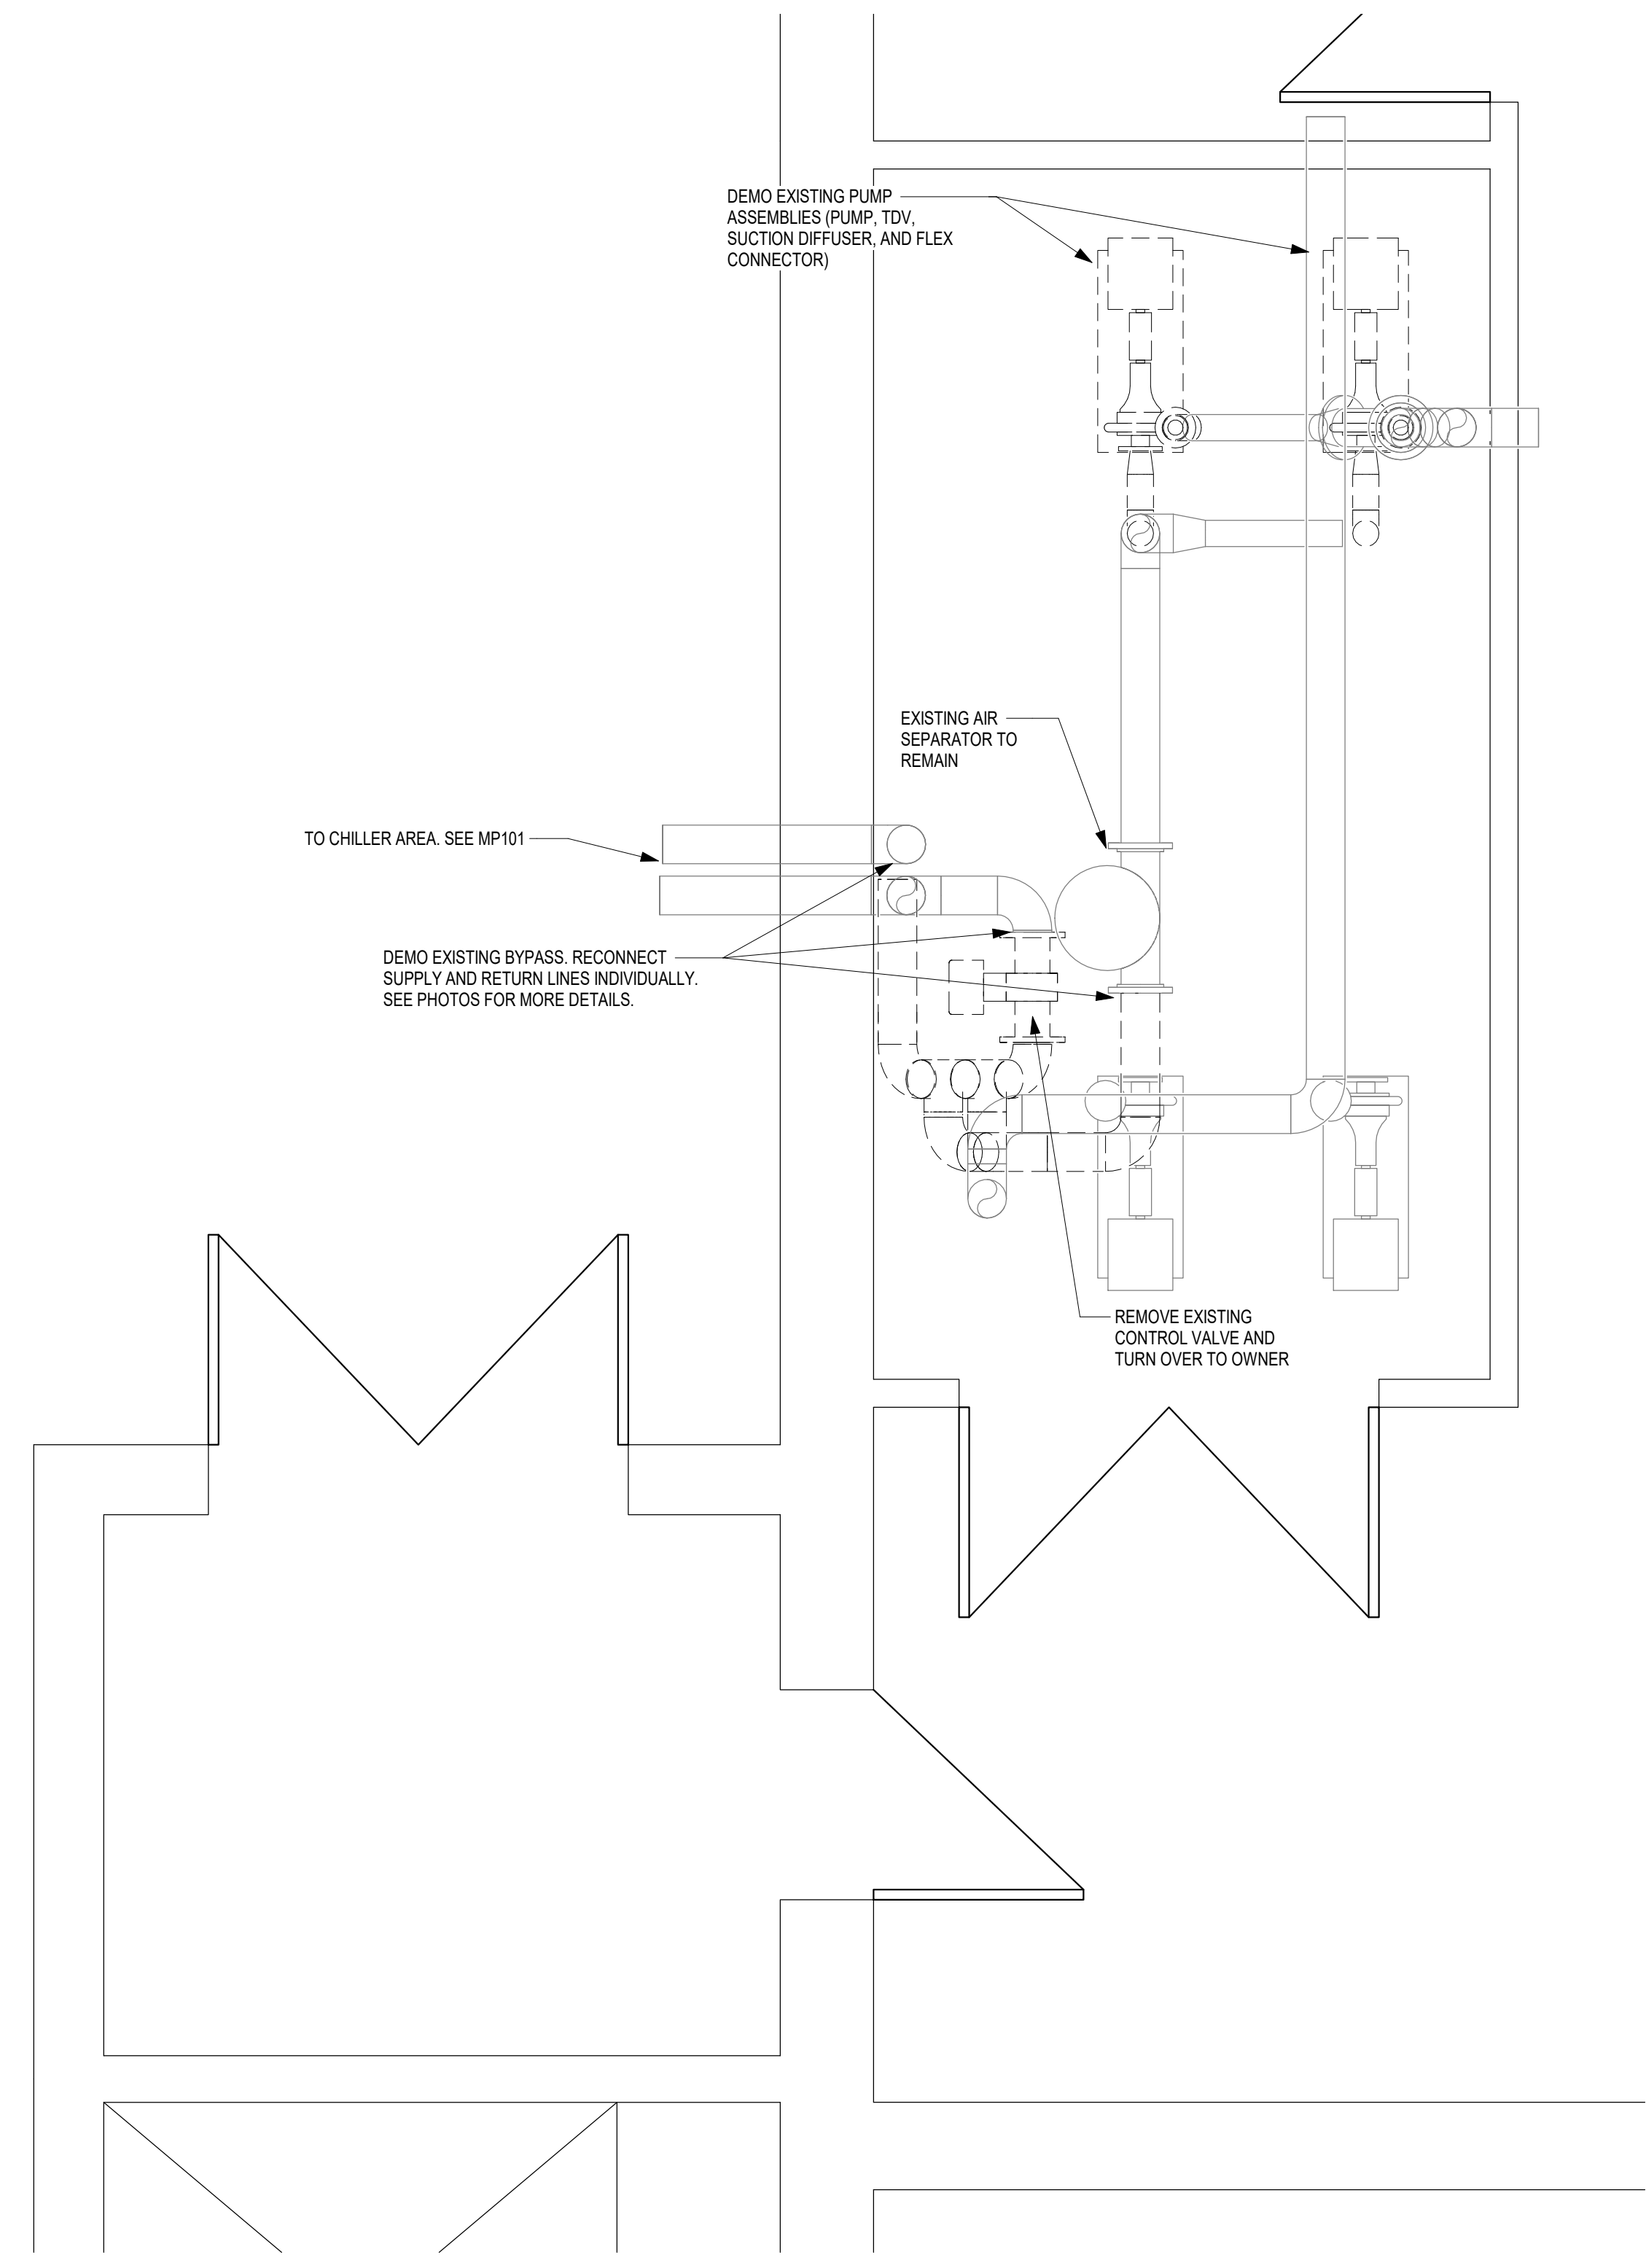 DEMO EXISTING PUMP
ASSEMBLIES (PUMP, TDV,
SUCTION DIFFUSER, AND FLEX
CONNECTOR)
EXISTING AIR
SEPARATOR TO
REMAIN
TO CHILLER AREA. SEE MP101
DEMO EXISTING BYPASS. RECONNECT
SUPPLY AND RETURN LINES INDIVIDUALLY.
SEE PHOTOS FOR MORE DETAILS.
REMOVE EXISTING
CONTROL VALVE AND
TURN OVER TO OWNER